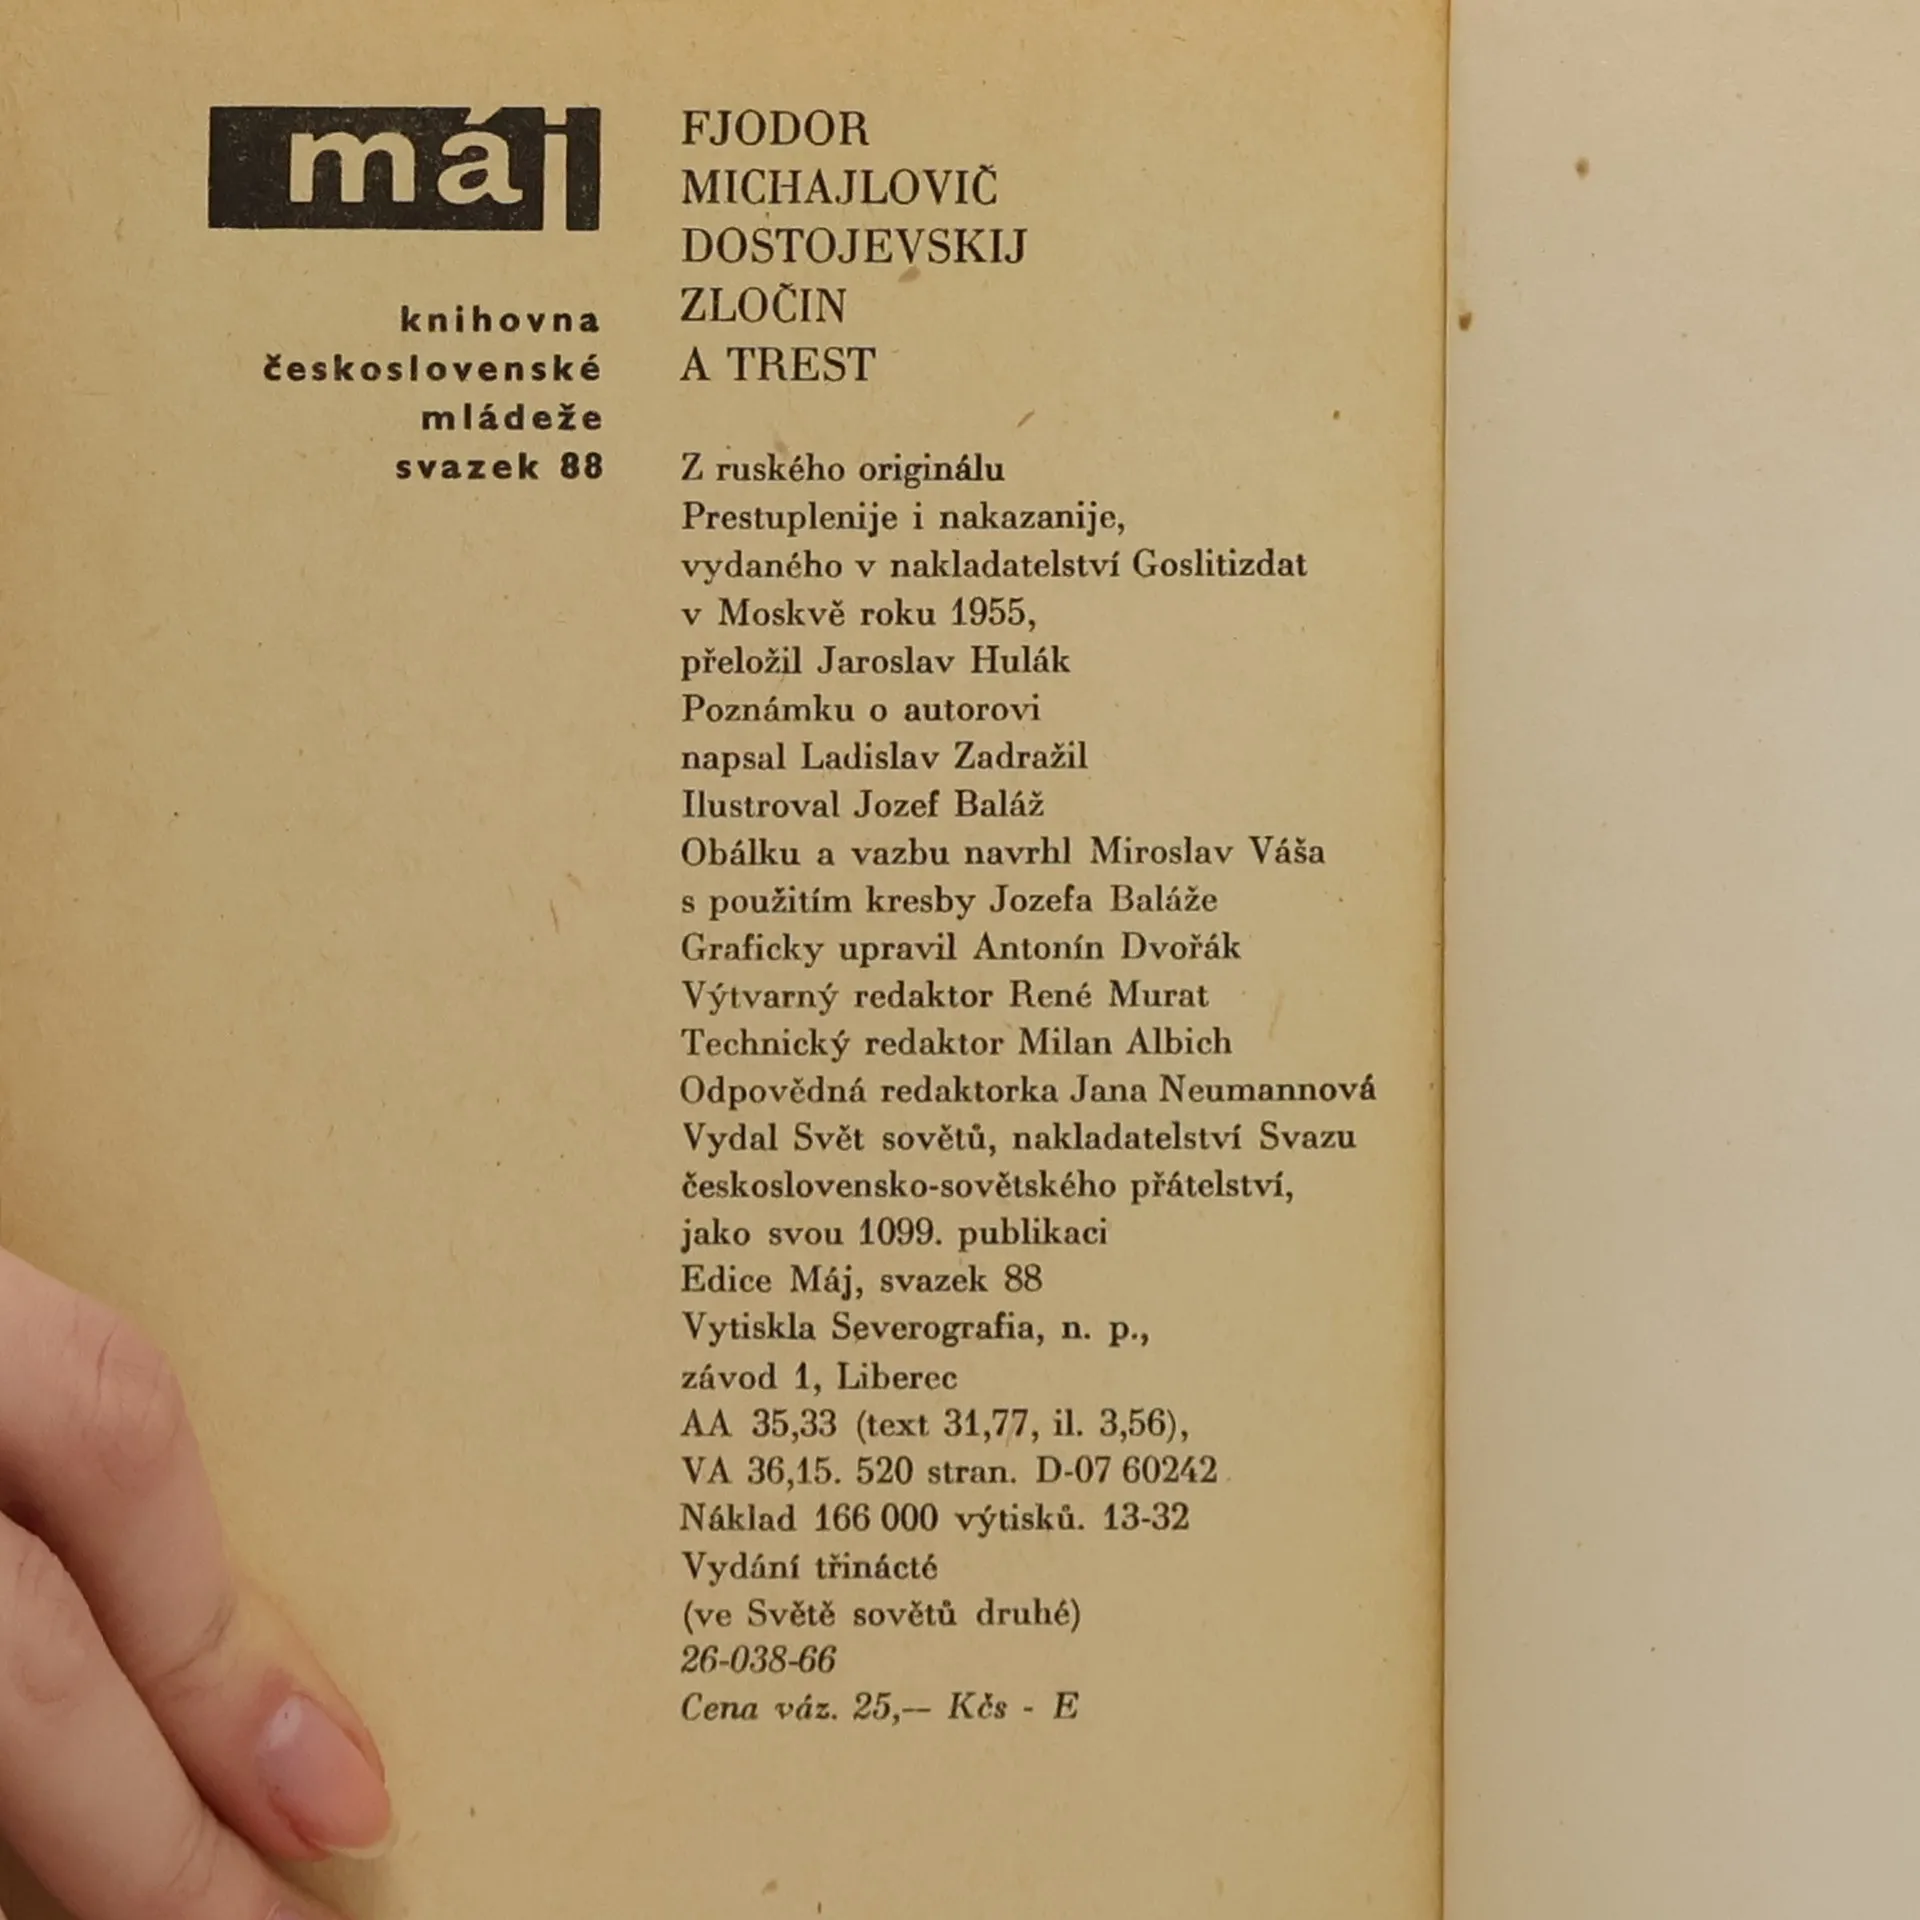 máj
knihovna
československé
mládeže
svazek 88
FJODOR
MICHAJLOVIČ
DOSTOJEVSKIJ
ZLOČIN
A TREST
Z ruského originálu
Prestuplenije i nakazanije,
vydaného v nakladatelství Goslitizdat
v Moskvě roku 1955,
přeložil Jaroslav Hulák
Poznámku o autorovi
napsal Ladislav Zadražil
Ilustroval Jozef Baláž
Obálku a vazbu navrhl Miroslav Váša
s použitím kresby Jozefa Baláže
Graficky upravil Antonín Dvořák
Výtvarný redaktor René Murat
Technický redaktor Milan Albich
Odpovědná redaktorka Jana Neumannová
Vydal Svět sovětů, nakladatelství Svazu
československo-sovětského přátelství,
jako svou 1099. publikaci
Edice Máj, svazek 88
Vytiskla Severografia, n. p.,
závod 1, Liberec
AA 35,33 (text 31,77, il. 3,56),
VA 36,15. 520 stran. D-07 60242
Náklad 166 000 výtisků. 13-32
Vydání třinácté
(ve Světě sovětů druhé)
26-038-66
Cena váz. 25,— Kčs - E